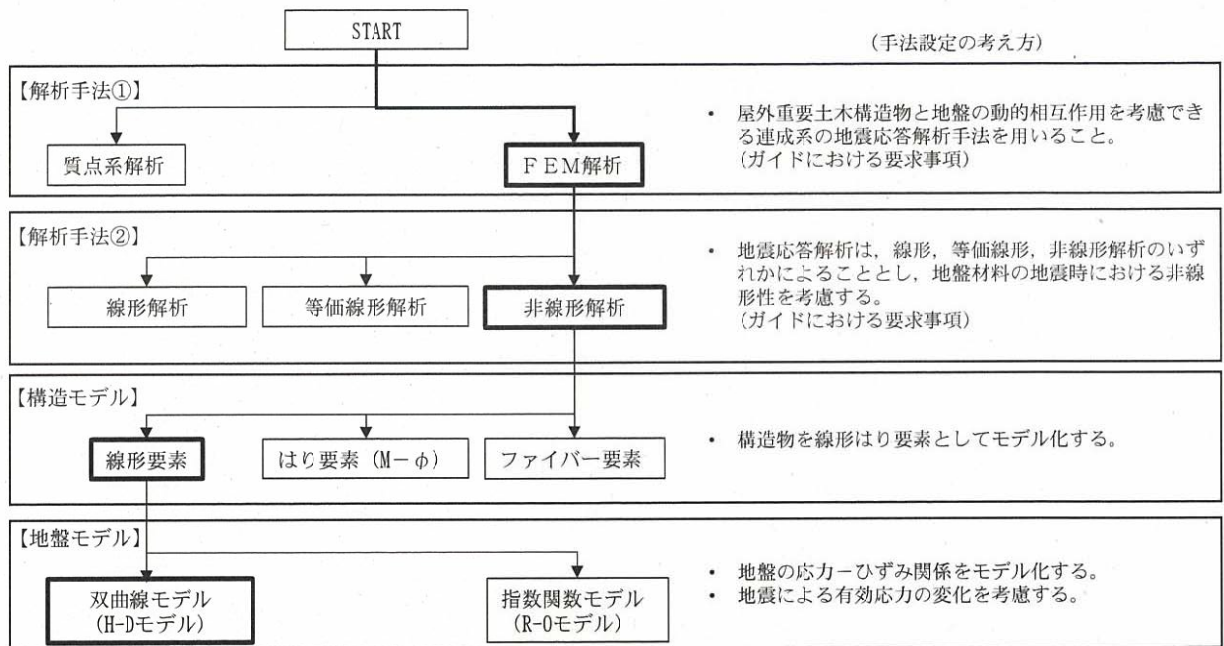 START
(手法設定の考え方)
【解析手法①】
質点系解析
FEM解析
・ 屋外重要土木構造物と地盤の動的相互作用を考慮でき
る連成系の地震応答解析手法を用いること。
(ガイドにおける要求事項)
【解析手法②】
線形解析
等価線形解析
非線形解析
・ 地震応答解析は，線形，等価線形，非線形解析のいず
れかによることとし，地盤材料の地震時における非線
形性を考慮する。
(ガイドにおける要求事項)
【構造モデル】
線形要素
はり要素（M－φ）
ファイバー要素
・ 構造物を線形はり要素としてモデル化する。
【地盤モデル】
双曲線モデル
(H-Dモデル)
指数関数モデル
(R-Oモデル)
・ 地盤の応力－ひずみ関係をモデル化する。
・ 地震による有効応力の変化を考慮する。